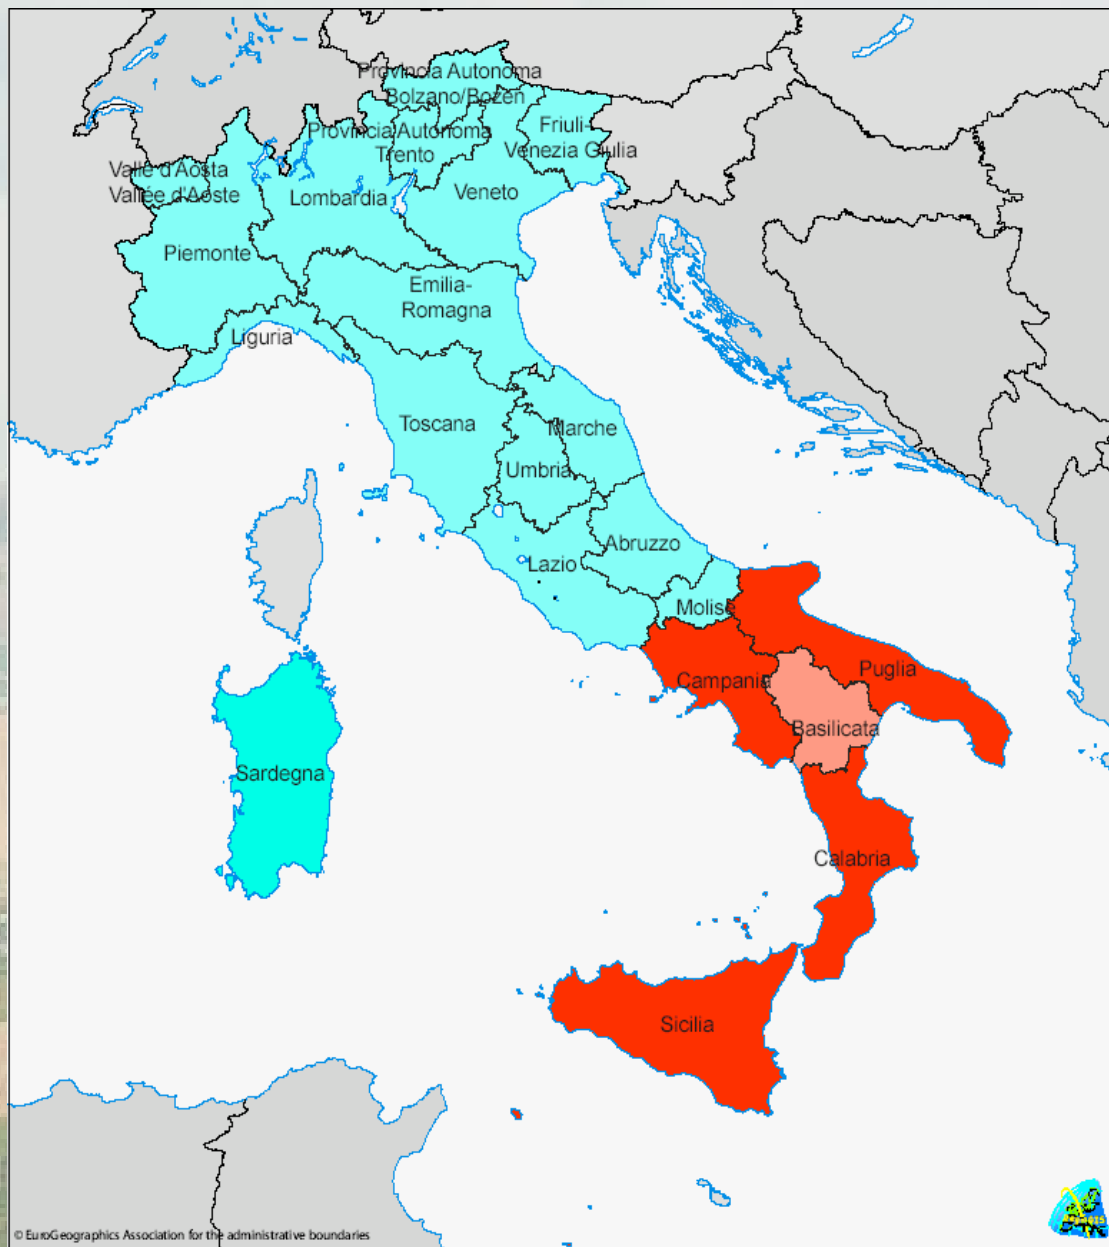 Provincia Autonoma
Bolzano/Bozen
Provincia Autonoma
Trento
Friuli-
Venezia Giulia
Valle d'Aosta
Vallée d'Aoste
Lombardia
Veneto
Piemonte
Emilia-
Romagna
Liguria
Toscana
Marche
Umbria
Abruzzo
Lazio
Molise
Campania
Puglia
Basilicata
Sardegna
Calabria
Sicilia
© EuroGeographics Association for the administrative boundaries